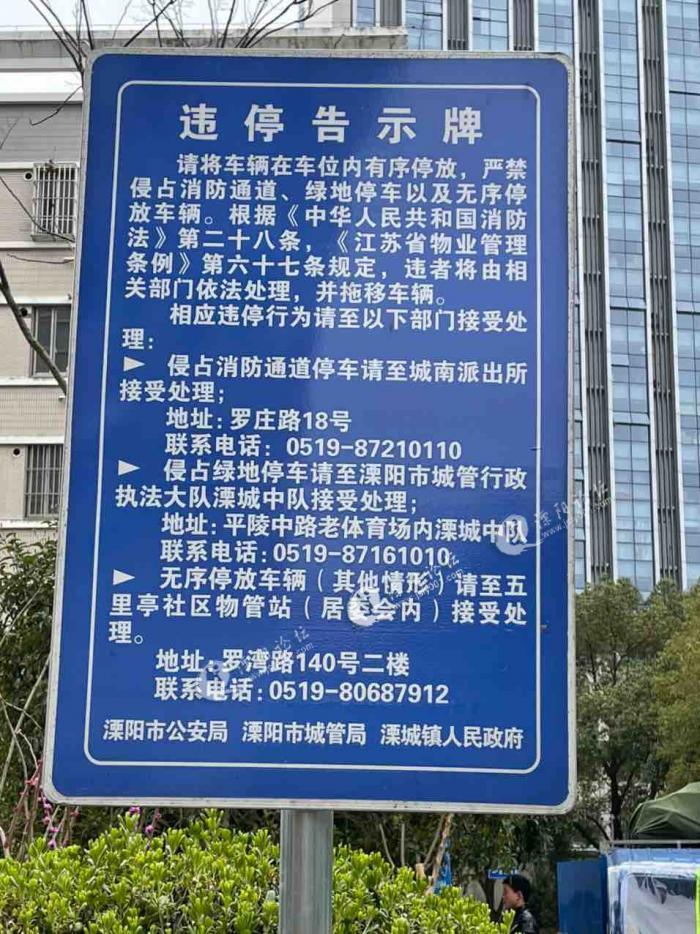 违停告示牌
请将车辆在车位内有序停放，严禁
侵占消防通道、绿地停车以及无序停
放车辆。根据《中华人民共和国消防
法》第二十八条，《江苏省物业管理
条例》第六十七条规定，违者将由相
关部门依法处理，并拖移车辆。
相应违停行为请至以下部门接受处
理：
► 侵占消防通道停车请至城南派出所
接受处理；
地址：罗庄路18号
联系电话：0519-87210110
► 侵占绿地停车请至溧阳市城管行政
执法大队溧城中队接受处理；
地址：平陵中路老体育场内溧城中队
联系电话：0519-87161010
► 无序停放车辆（其他情形）请至五
里亭社区物管站（居委会内）接受处
理。
地址：罗湾路140号二楼
联系电话：0519-80687912
溧阳市公安局 溧阳市城管局 溧城镇人民政府